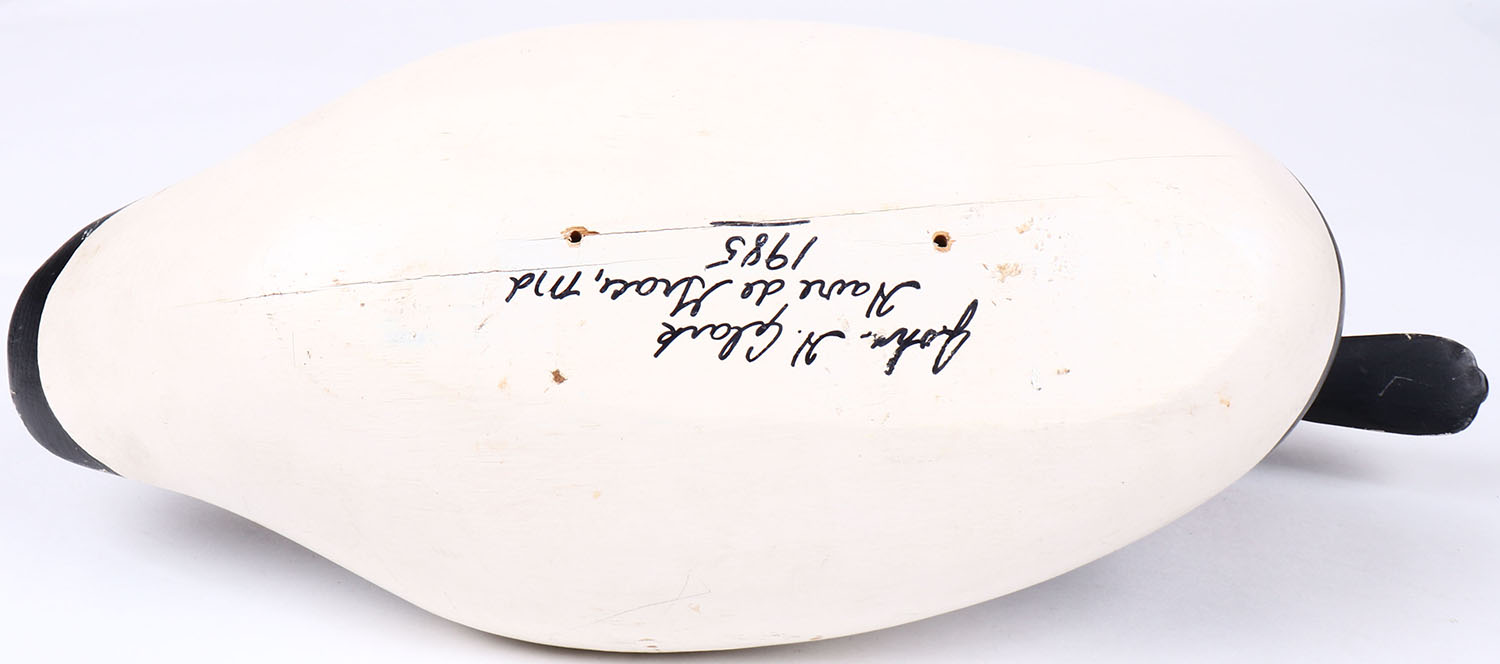 John. H. Clark
Havre de Grace, Md
1985